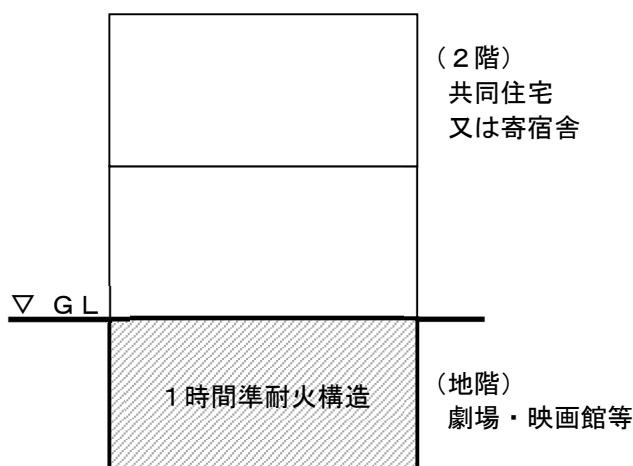 （２階）
共同住宅
又は寄宿舎
▽ ＧＬ
１時間準耐火構造
（地階）
劇場・映画館等